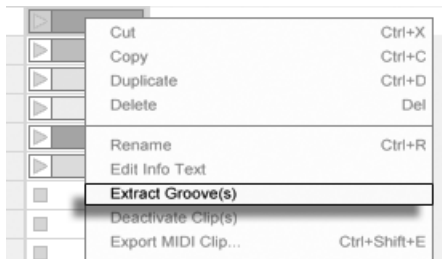 Cut Ctrl+X
Copy Ctrl+C
Duplicate Ctrl+D
Delete Del
Rename Ctrl+R
Edit Info Text
Extract Groove(s)
Deactivate Clip(s)
Export MIDI Clip... Ctrl+Shift+E